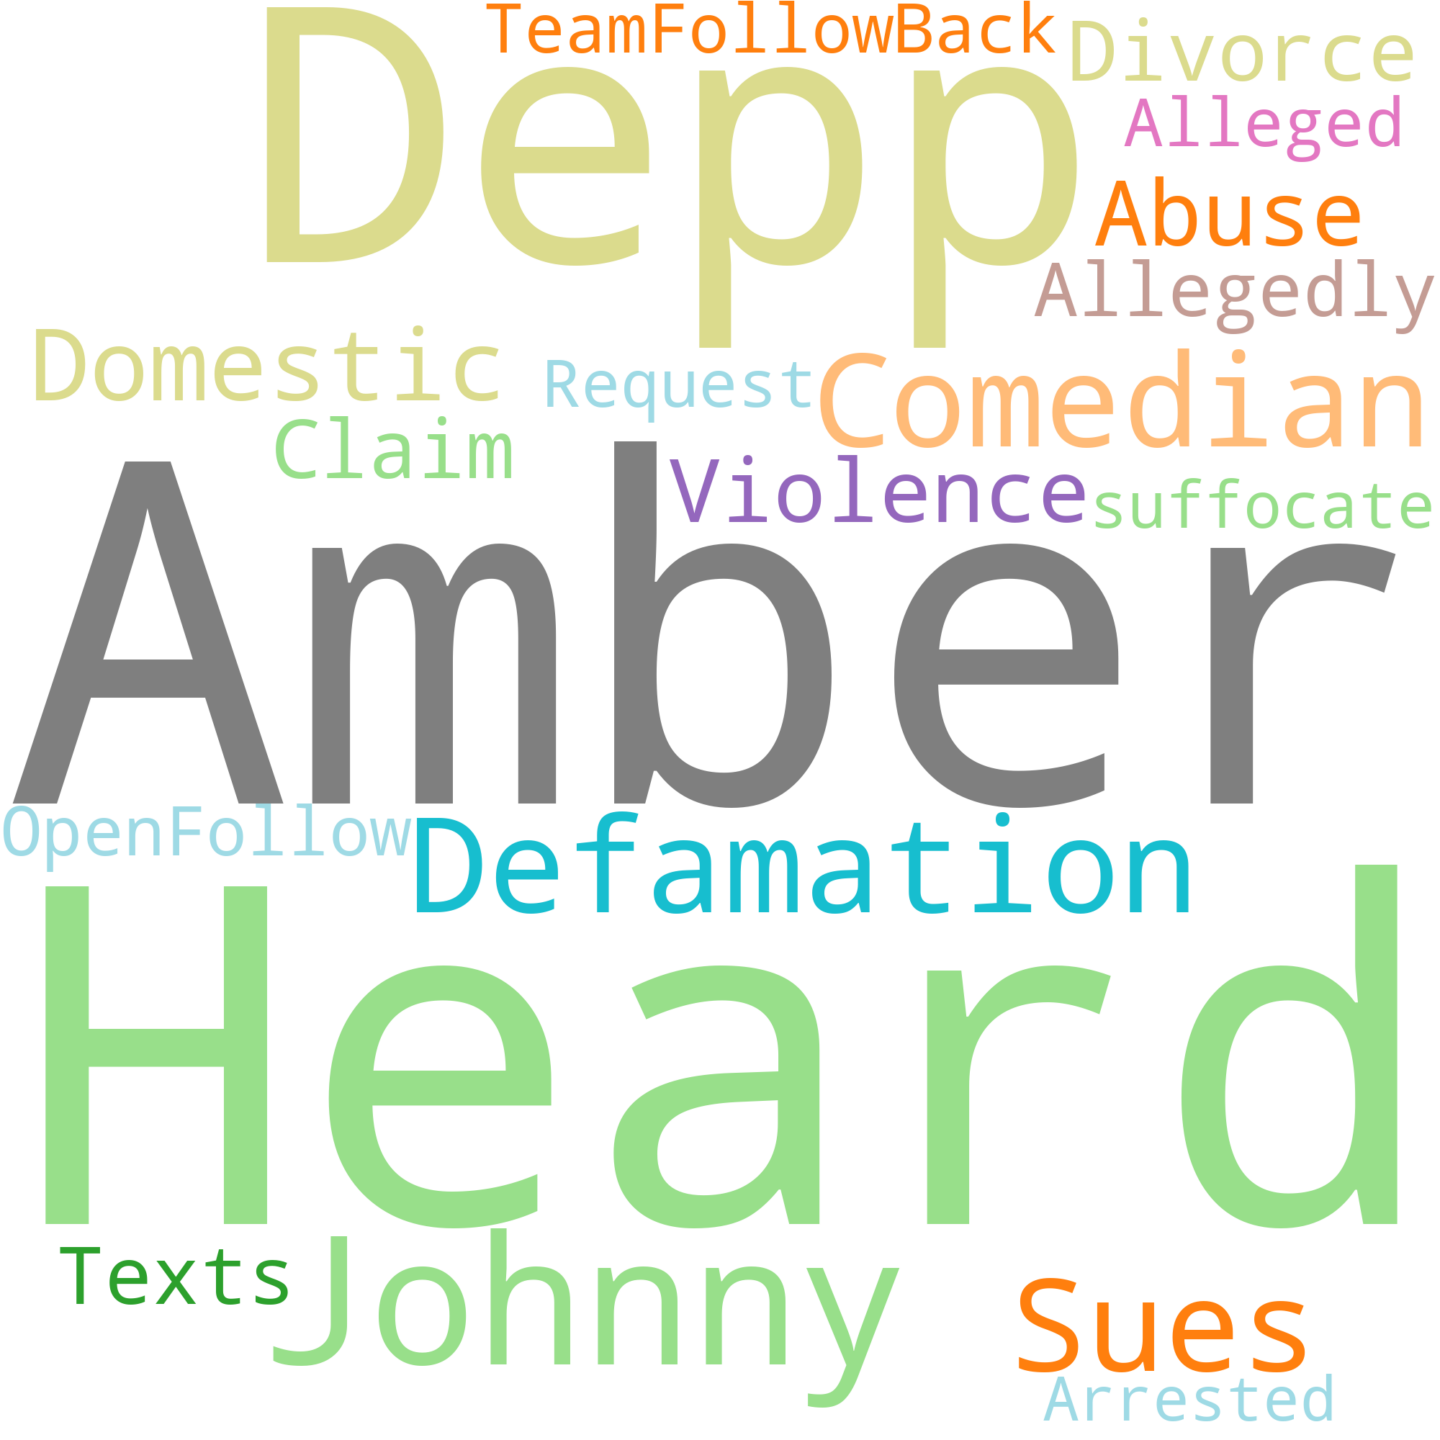 TeamFollowBack
Depp
Divorce
Alleged
Abuse
Allegedly
Domestic
Request
Comedian
Claim
Violence
suffocate
Amber
OpenFollow
Defamation
Heard
Texts
Johnny
Sues
Arrested